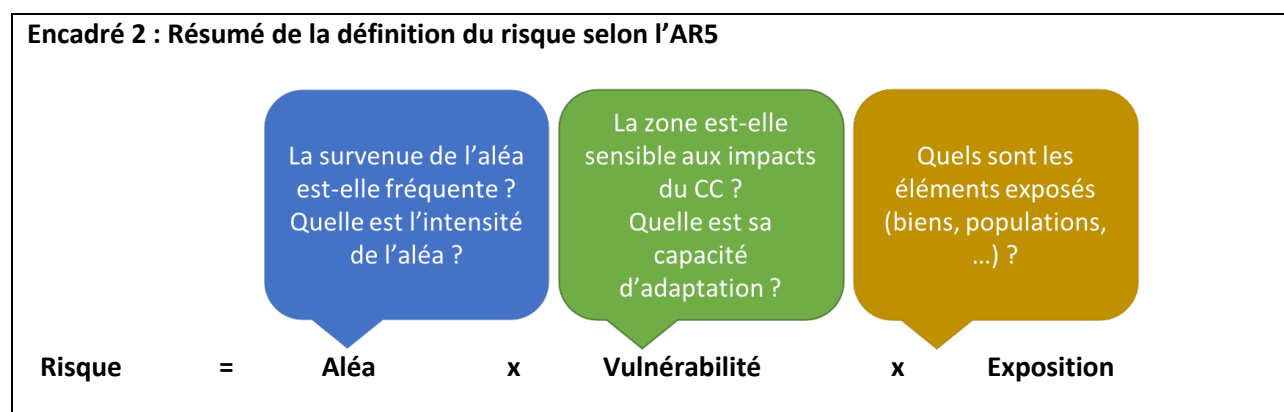 Encadré 2 : Résumé de la définition du risque selon l’AR5
La survenue de l’aléa
est-elle fréquente ?
Quelle est l’intensité
de l’aléa ?
La zone est-elle
sensible aux impacts
du CC ?
Quelle est sa
capacité
d’adaptation ?
Quels sont les
éléments exposés
(biens, populations,
...) ?
Risque = Aléa x Vulnérabilité x Exposition